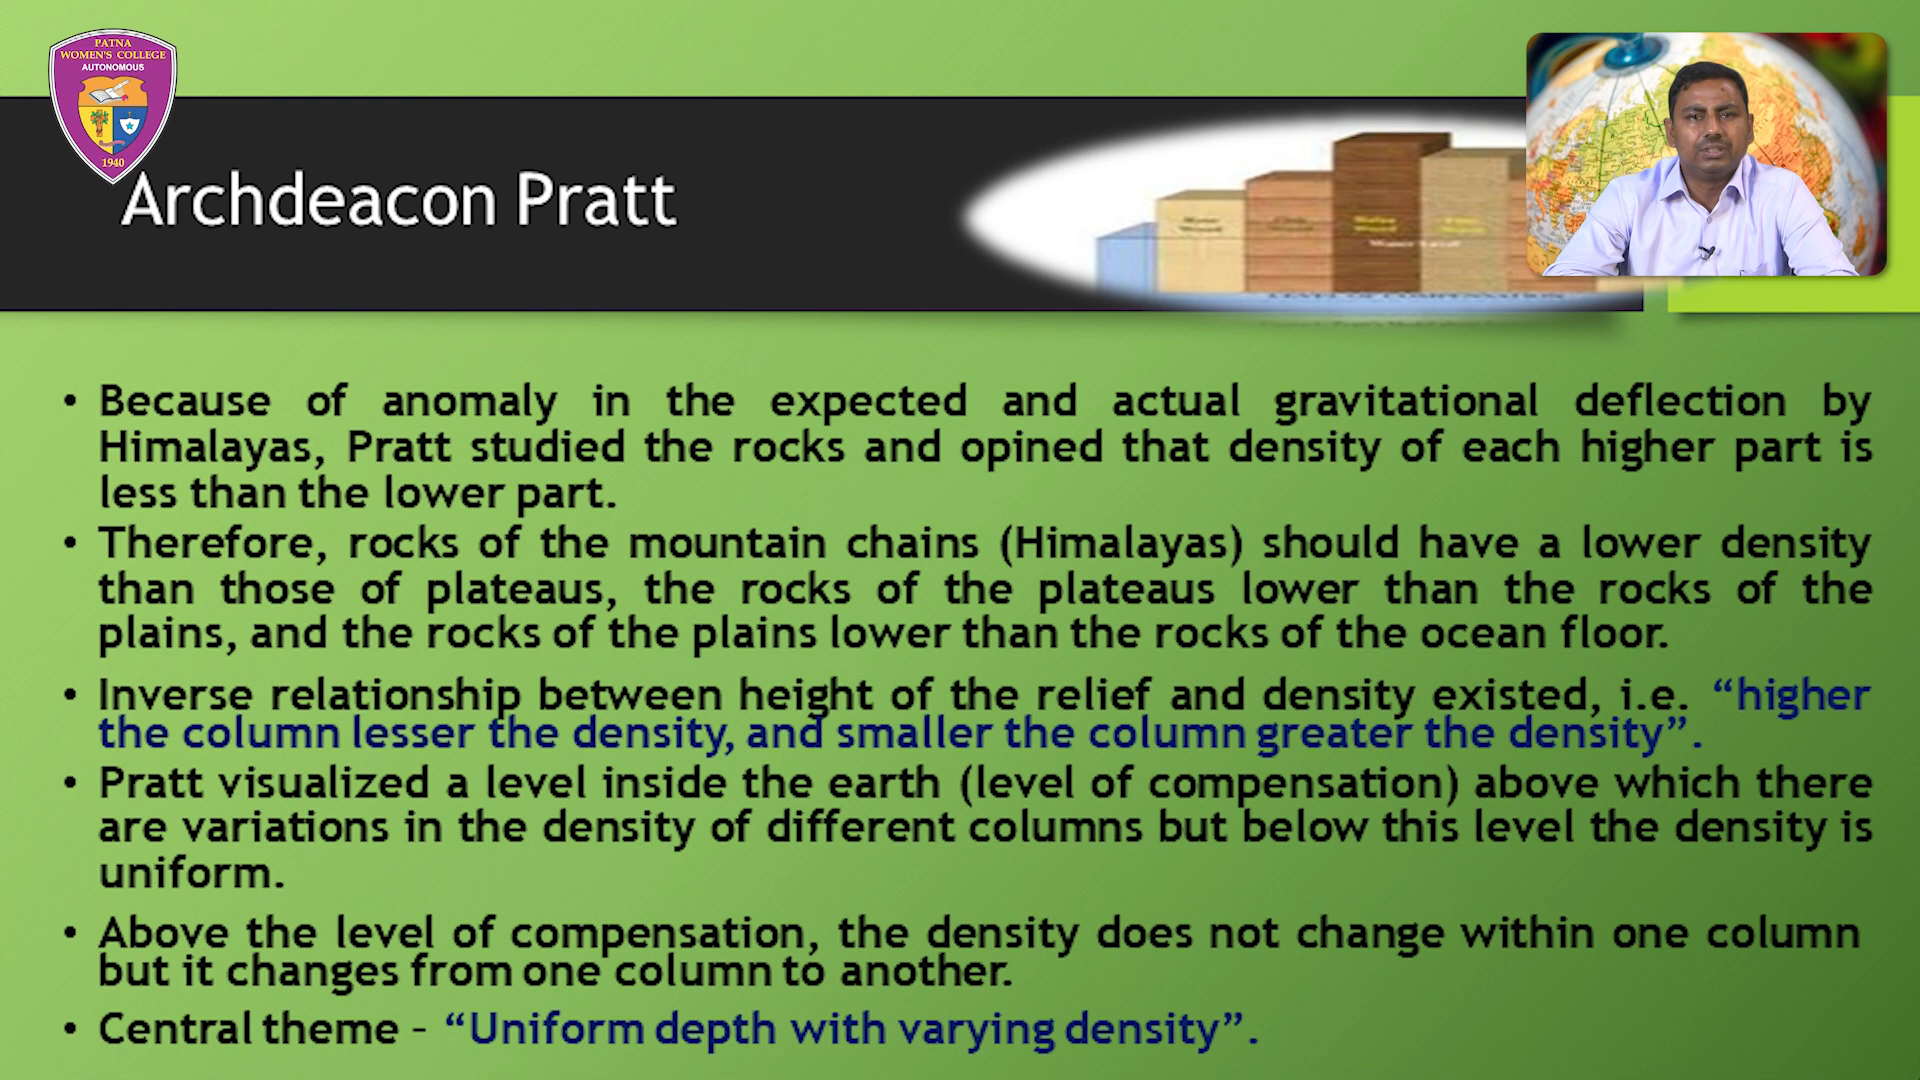 PATNA
WOMEN'S COLLEGE
AUTONOMOUS
1940
Archdeacon Pratt
• Because of anomaly in the expected and actual gravitational deflection by
Himalayas, Pratt studied the rocks and opined that density of each higher part is
less than the lower part.
• Therefore, rocks of the mountain chains (Himalayas) should have a lower density
than those of plateaus, the rocks of the plateaus lower than the rocks of the
plains, and the rocks of the plains lower than the rocks of the ocean floor.
• Inverse relationship between height of the relief and density existed, i.e. “higher
the column lesser the density, and smaller the column greater the density”.
• Pratt visualized a level inside the earth (level of compensation) above which there
are variations in the density of different columns but below this level the density is
uniform.
• Above the level of compensation, the density does not change within one column
but it changes from one column to another.
• Central theme – “Uniform depth with varying density”.